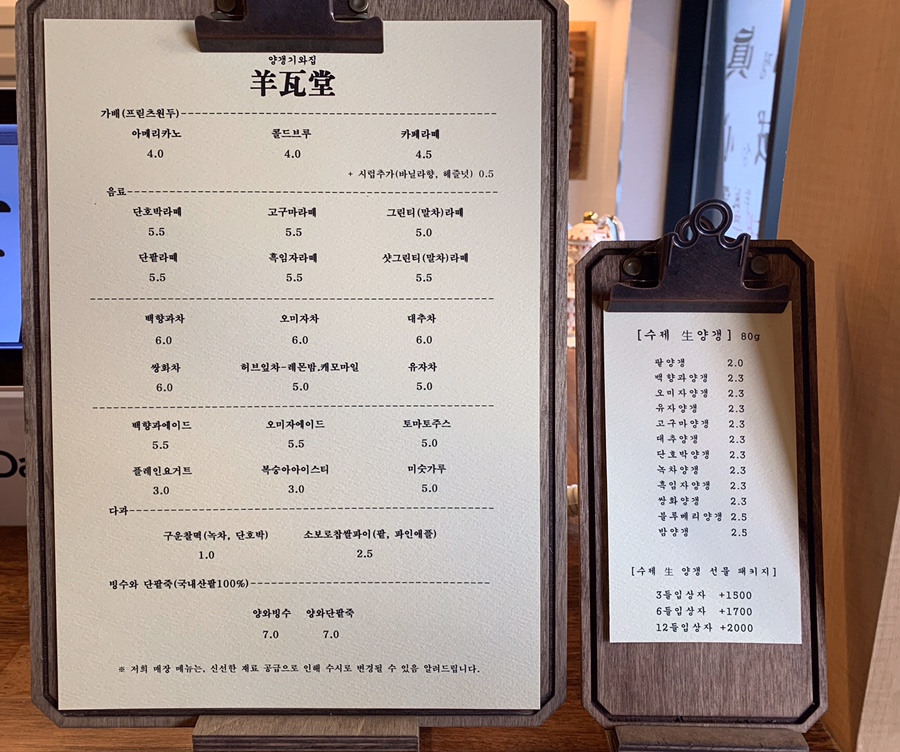 양갱기와집
羊瓦堂
가배(프릳츠원두)
아메리카노 콜드브루 카페라떼
4.0 4.0 4.5
+ 시럽추가(바닐라향, 헤즐넛) 0.5
음료
단호박라떼 고구마라떼 그린티(말차)라떼
5.5 5.5 5.0
단팥라떼 흑임자라떼 샷그린티(말차)라떼
5.5 5.5 5.5
백향과차 오미자차 대추차
6.0 6.0 6.0
쌍화차 허브잎차-레몬밤.캐모마일 유자차
6.0 5.0 5.0
백향과에이드 오미자에이드 토마토주스
5.5 5.5 5.0
플레인요거트 복숭아아이스티 미숫가루
3.0 3.0 5.0
다과
구운찰떡(녹차, 단호박) 소보로찹쌀파이(팥, 파인애플)
1.0 2.5
빙수와 단팥죽(국내산팥100%)
양와빙수 양와단팥죽
7.0 7.0
※ 저희 매장 메뉴는, 신선한 재료 공급으로 인해 수시로 변경될 수 있음 알려드립니다.
[수제 生양갱] 80g
팥양갱 2.0
백향과양갱 2.3
오미자양갱 2.3
유자양갱 2.3
고구마양갱 2.3
대추양갱 2.3
단호박양갱 2.3
녹차양갱 2.3
흑임자양갱 2.3
쌍화양갱 2.3
블루베리양갱 2.5
밤양갱 2.5
[수제 生 양갱 선물 패키지]
3들입상자 +1500
6들입상자 +1700
12들입상자 +2000